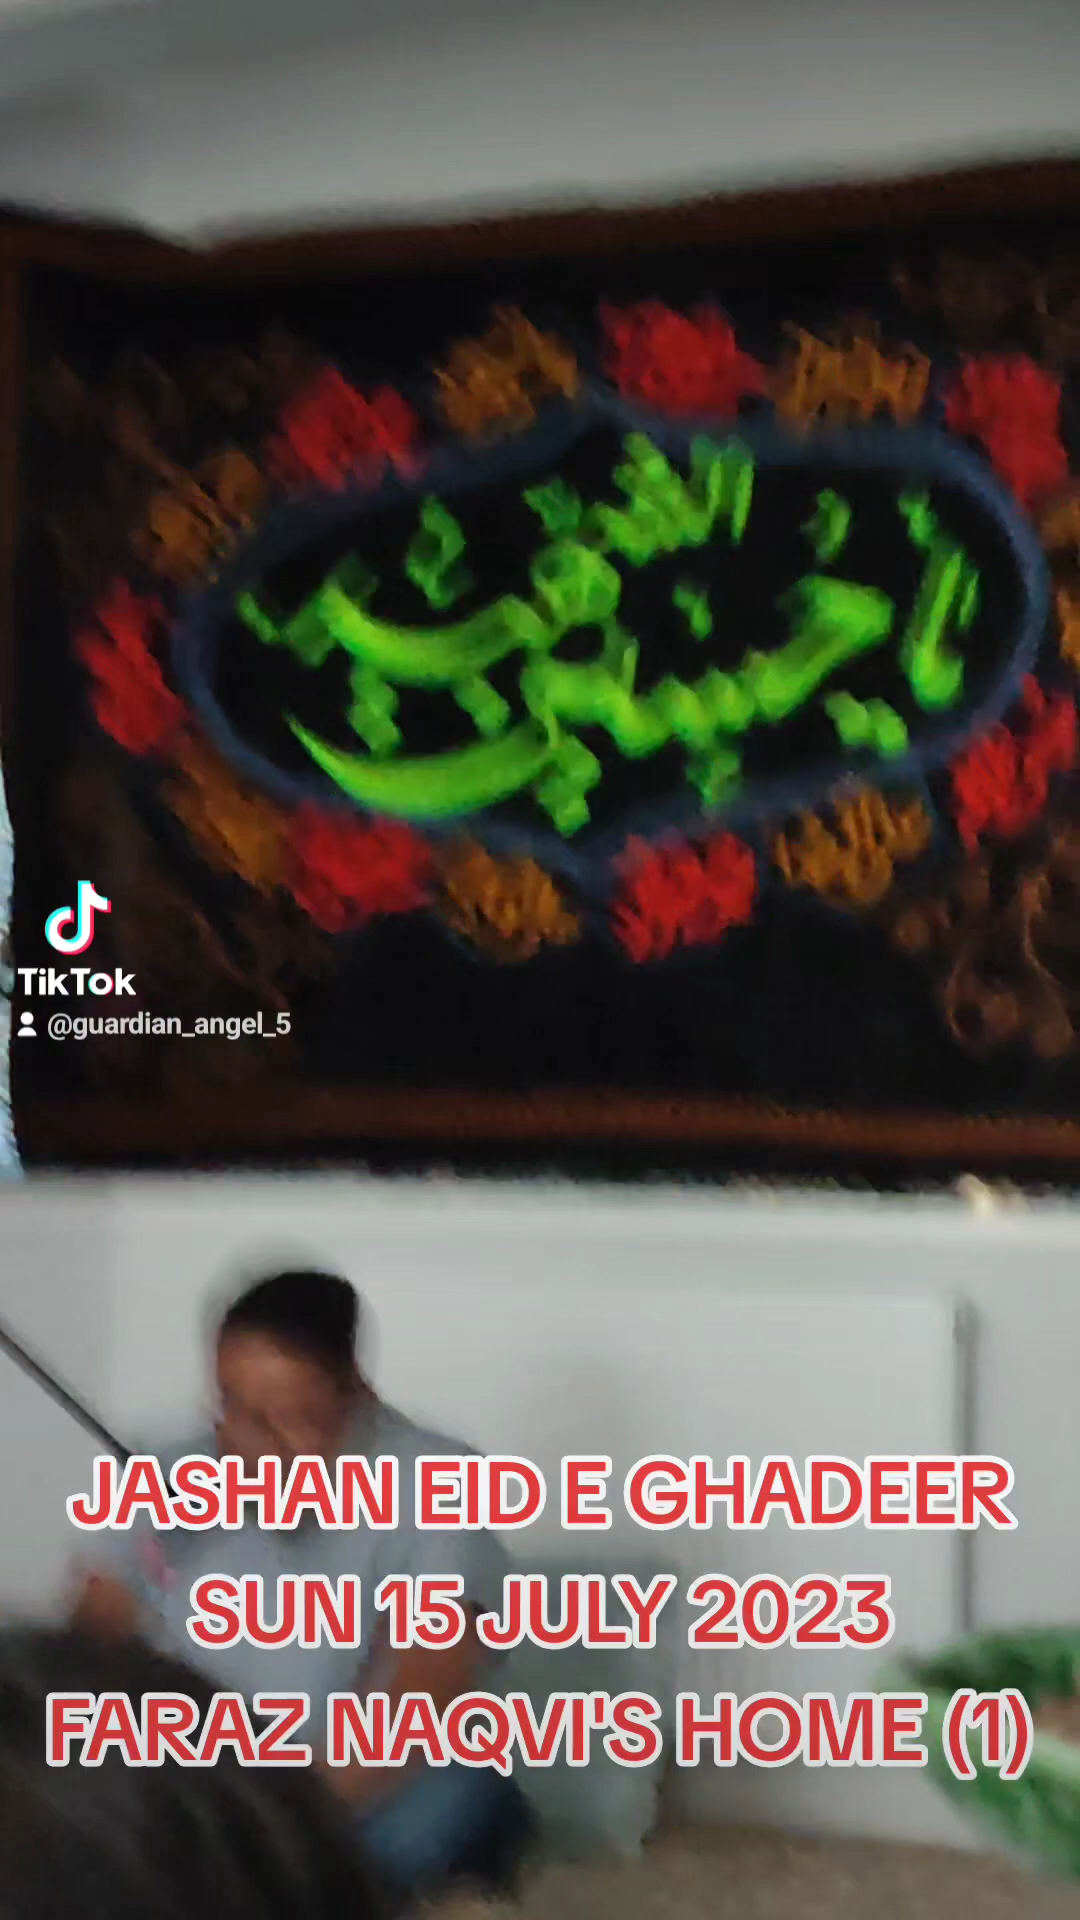 TikTok
@guardian_angel_5
JASHAN EID E GHADEER
SUN 15 JULY 2023
FARAZ NAQVI'S HOME (1)